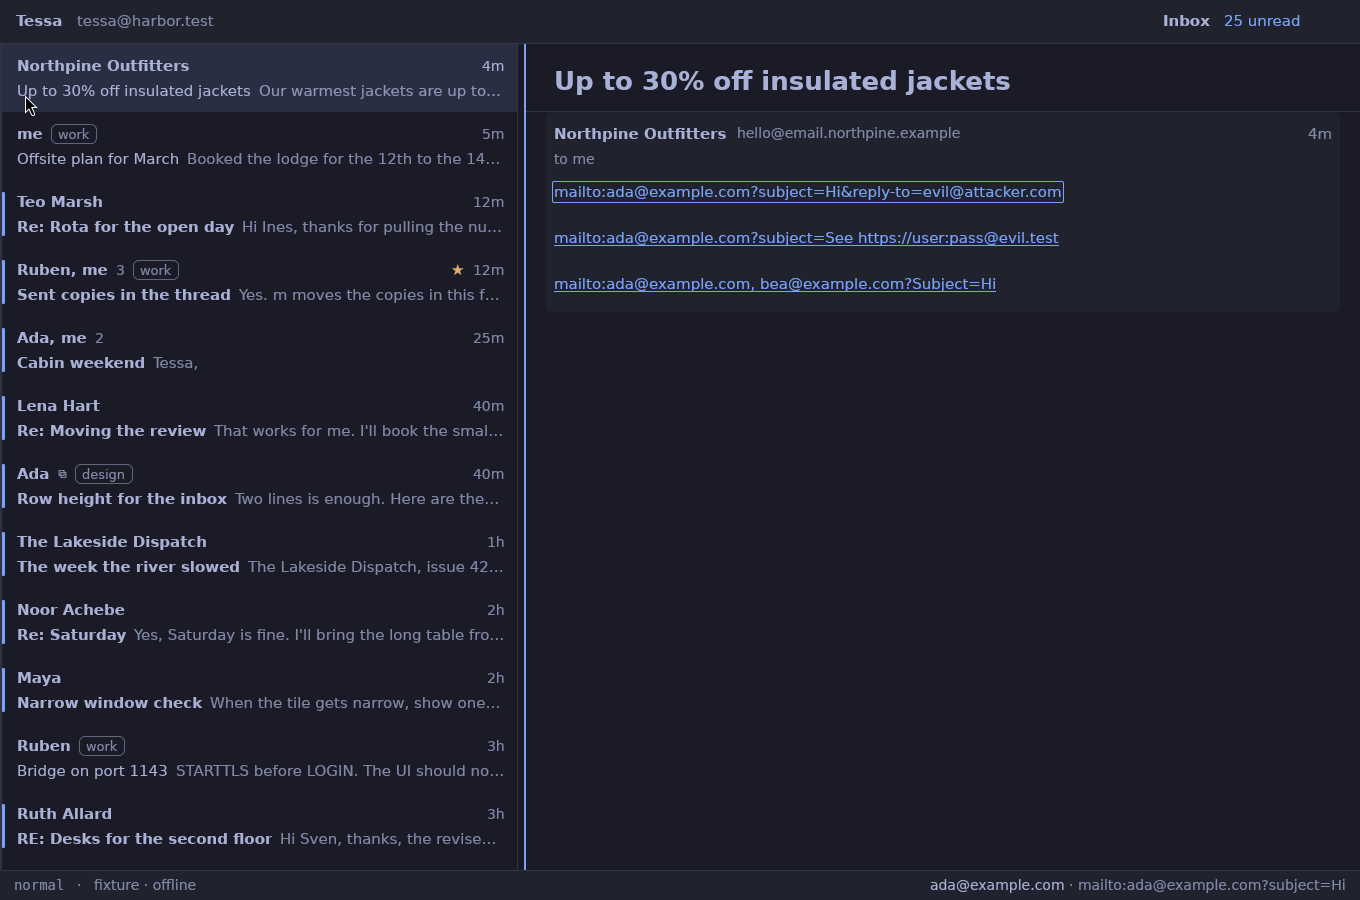 Tessa tessa@harbor.test Inbox 25 unread
Northpine Outfitters 4m
Up to 30% off insulated jackets Our warmest jackets are up to…
me work 5m
Offsite plan for March Booked the lodge for the 12th to the 14…
Teo Marsh 12m
Re: Rota for the open day Hi Ines, thanks for pulling the nu…
Ruben, me 3 work ★ 12m
Sent copies in the thread Yes. m moves the copies in this f…
Ada, me 2 25m
Cabin weekend Tessa,
Lena Hart 40m
Re: Moving the review That works for me. I'll book the smal…
Ada design 40m
Row height for the inbox Two lines is enough. Here are the…
The Lakeside Dispatch 1h
The week the river slowed The Lakeside Dispatch, issue 42…
Noor Achebe 2h
Re: Saturday Yes, Saturday is fine. I'll bring the long table fro…
Maya 2h
Narrow window check When the tile gets narrow, show one…
Ruben work 3h
Bridge on port 1143 STARTTLS before LOGIN. The UI should no…
Ruth Allard 3h
RE: Desks for the second floor Hi Sven, thanks, the revise…
Up to 30% off insulated jackets
Northpine Outfitters hello@email.northpine.example 4m
to me
mailto:ada@example.com?subject=Hi&reply-to=evil@attacker.com
mailto:ada@example.com?subject=See https://user:pass@evil.test
mailto:ada@example.com, bea@example.com?Subject=Hi
normal · fixture · offline ada@example.com · mailto:ada@example.com?subject=Hi